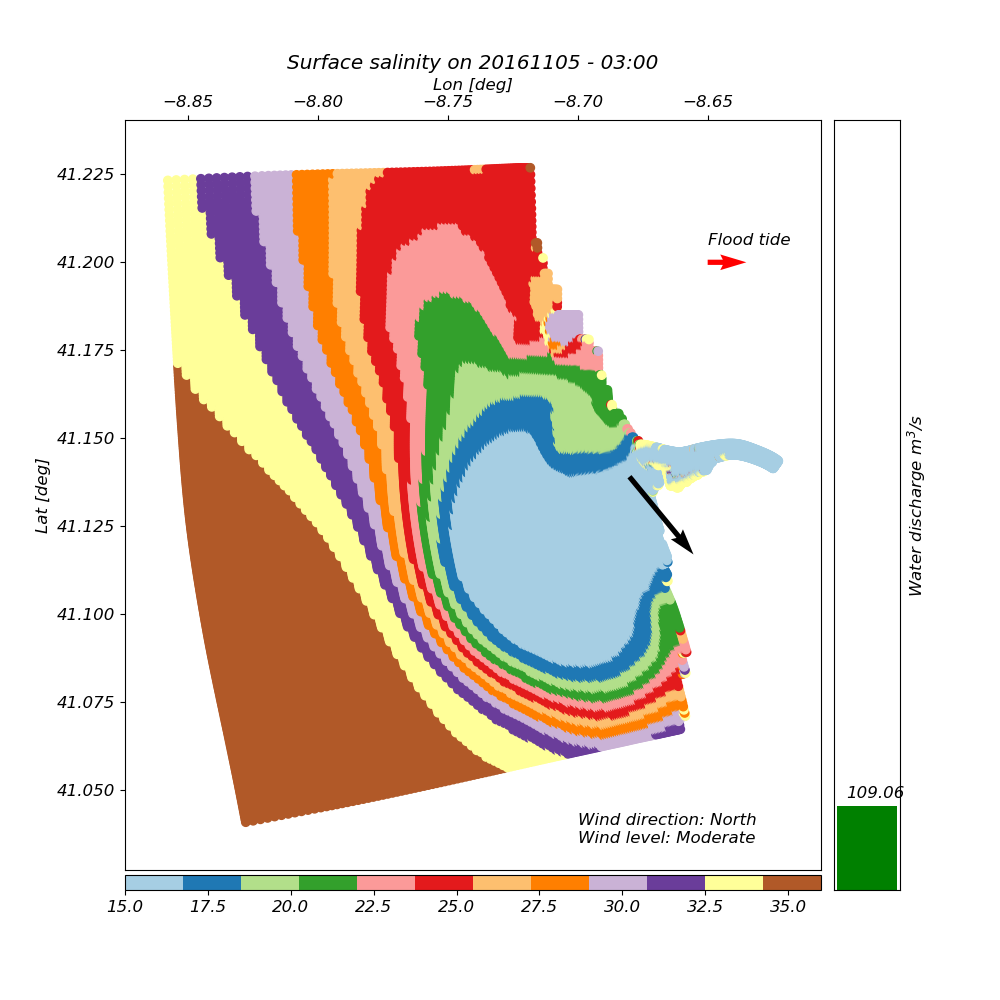 Surface salinity on 20161105 - 03:00
Lon [deg]
−8.85 −8.80 −8.75 −8.70 −8.65
41.225
41.200
41.175
41.150
41.125
41.100
41.075
41.050
Lat [deg]
Flood tide
Wind direction: North
Wind level: Moderate
15.0 17.5 20.0 22.5 25.0 27.5 30.0 32.5 35.0
109.06
Water discharge m³/s